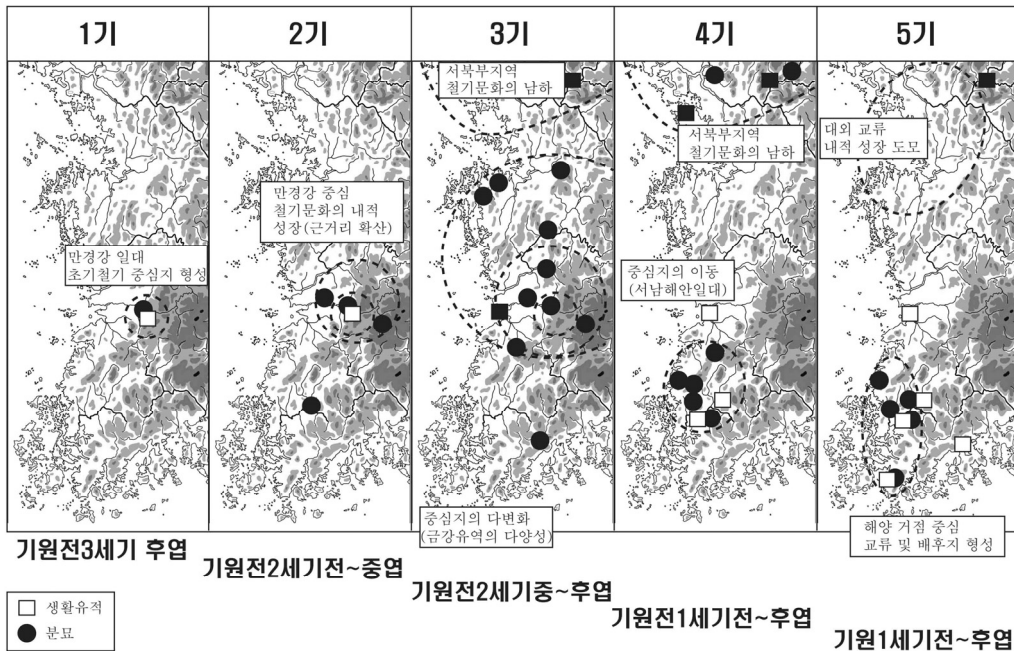 1기
2기
3기
4기
5기
서북부지역
철기문화의 남하
서북부지역
철기문화의 남하
대외 교류
내적 성장 도모
만경강 중심
철기문화의 내적
성장(근거리 확산)
만경강 일대
초기철기 중심지 형성
중심지의 이동
(서남해안일대)
중심지의 다변화
(금강유역의 다양성)
해양 거점 중심
교류 및 배후지 형성
기원전3세기 후엽
기원전2세기전~중엽
기원전2세기중~후엽
기원전1세기전~후엽
기원1세기전~후엽
생활유적
분묘